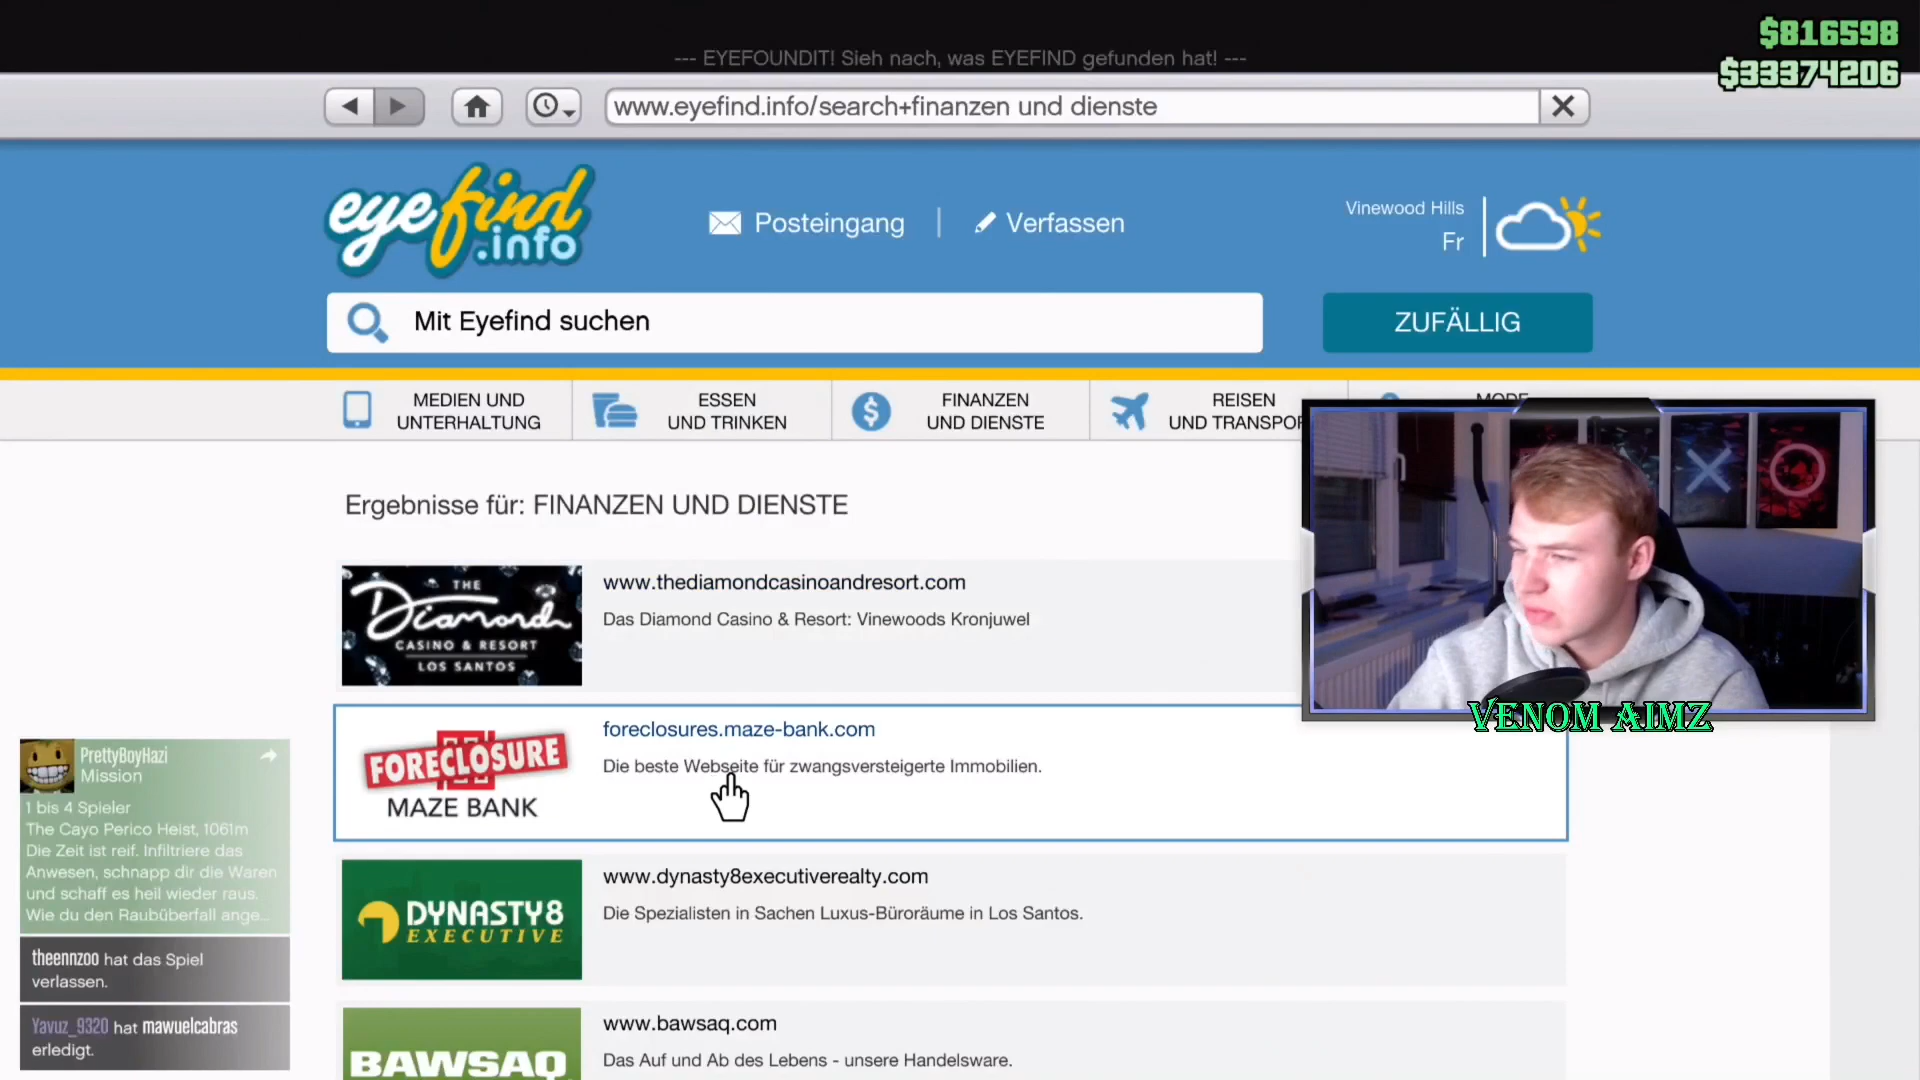 $816598
$33374206
--- EYEFOUNDIT! Sieh nach, was EYEFIND gefunden hat! ---
www.eyefind.info/search+finanzen und dienste
eyefind
.info
Posteingang
Verfassen
Vinewood Hills
Fr
Mit Eyefind suchen
ZUFÄLLIG
MEDIEN UND
UNTERHALTUNG
ESSEN
UND TRINKEN
FINANZEN
UND DIENSTE
REISEN
UND TRANSPOR
Ergebnisse für: FINANZEN UND DIENSTE
THE
Diamond
CASINO & RESORT
LOS SANTOS
www.thediamondcasinoandresort.com
Das Diamond Casino & Resort: Vinewoods Kronjuwel
VENOM AIMZ
FORECLOSURE
MAZE BANK
foreclosures.maze-bank.com
Die beste Webseite für zwangsversteigerte Immobilien.
DYNASTY8
EXECUTIVE
www.dynasty8executiverealty.com
Die Spezialisten in Sachen Luxus-Büroräume in Los Santos.
BAWSAQ
www.bawsaq.com
Das Auf und Ab des Lebens - unsere Handelsware.
PrettyBoyHazi
Mission
1 bis 4 Spieler
The Cayo Perico Heist, 1061m
Die Zeit ist reif. Infiltriere das
Anwesen, schnapp dir die Waren
und schaff es heil wieder raus.
Wie du den Raubüberfall ange...
theennzoo hat das Spiel
verlassen.
Yavuz_9320 hat mawuelcabras
erledigt.